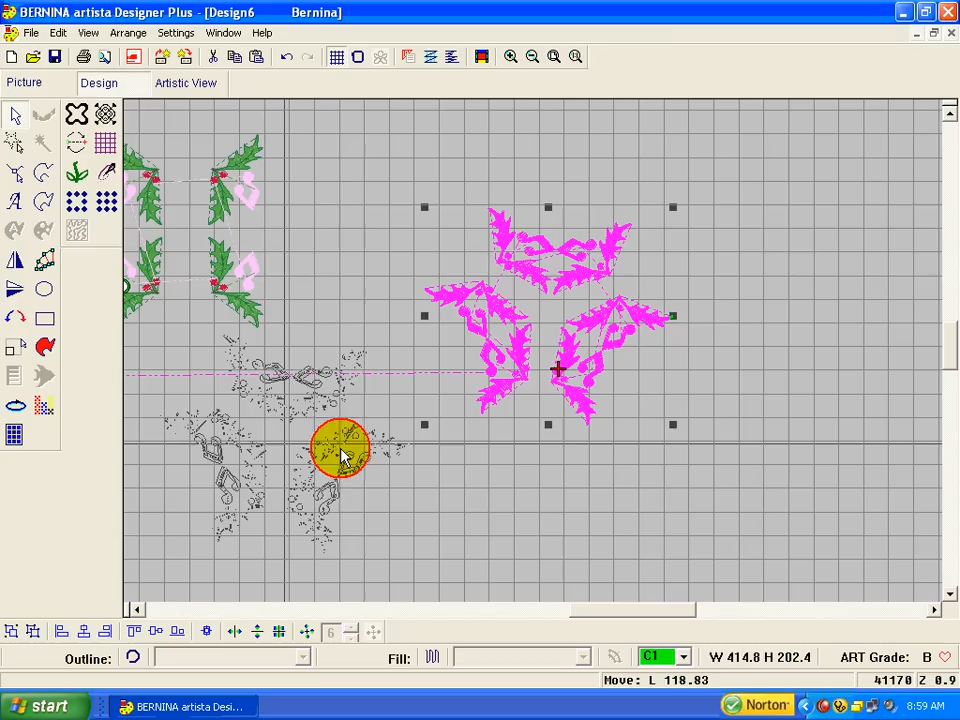 BERNINA artista Designer Plus - [Design6 Bernina]
File Edit View Arrange Settings Window Help
Picture Design Artistic View
A
6
Outline: Fill: C1 W 414.8 H 202.4 ART Grade: B
Move: L 118.83 41170 Z 0.9
start BERNINA artista Desi... Norton 8:59 AM